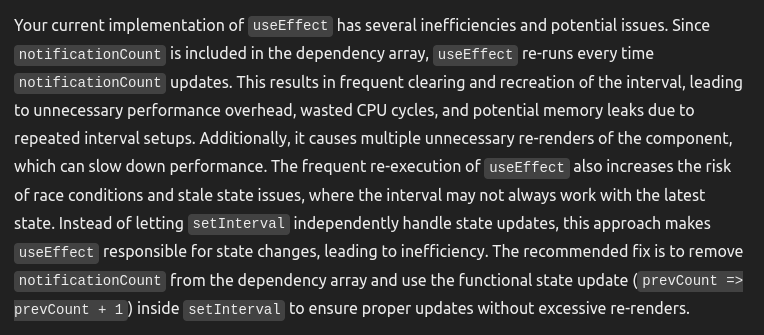 Your current implementation of useEffect has several inefficiencies and potential issues. Since
notificationCount is included in the dependency array, useEffect re-runs every time
notificationCount updates. This results in frequent clearing and recreation of the interval, leading
to unnecessary performance overhead, wasted CPU cycles, and potential memory leaks due to
repeated interval setups. Additionally, it causes multiple unnecessary re-renders of the component,
which can slow down performance. The frequent re-execution of useEffect also increases the risk
of race conditions and stale state issues, where the interval may not always work with the latest
state. Instead of letting setInterval independently handle state updates, this approach makes
useEffect responsible for state changes, leading to inefficiency. The recommended fix is to remove
notificationCount from the dependency array and use the functional state update (prevCount =>
prevCount + 1) inside setInterval to ensure proper updates without excessive re-renders.